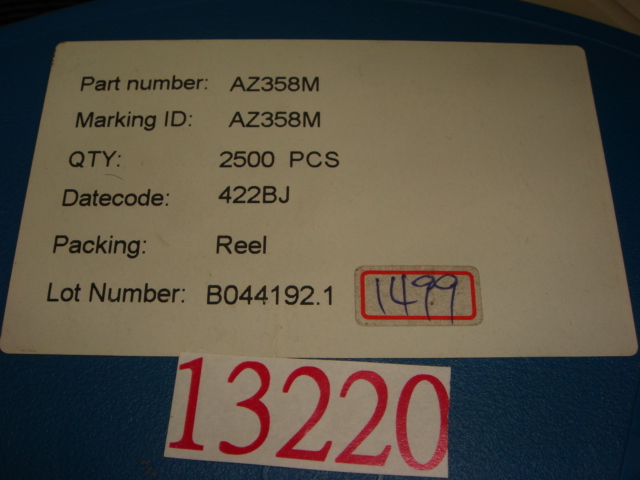 Part number: AZ358M
Marking ID: AZ358M
QTY: 2500 PCS
Datecode: 422BJ
Packing: Reel
Lot Number: B044192.1 1499
13220